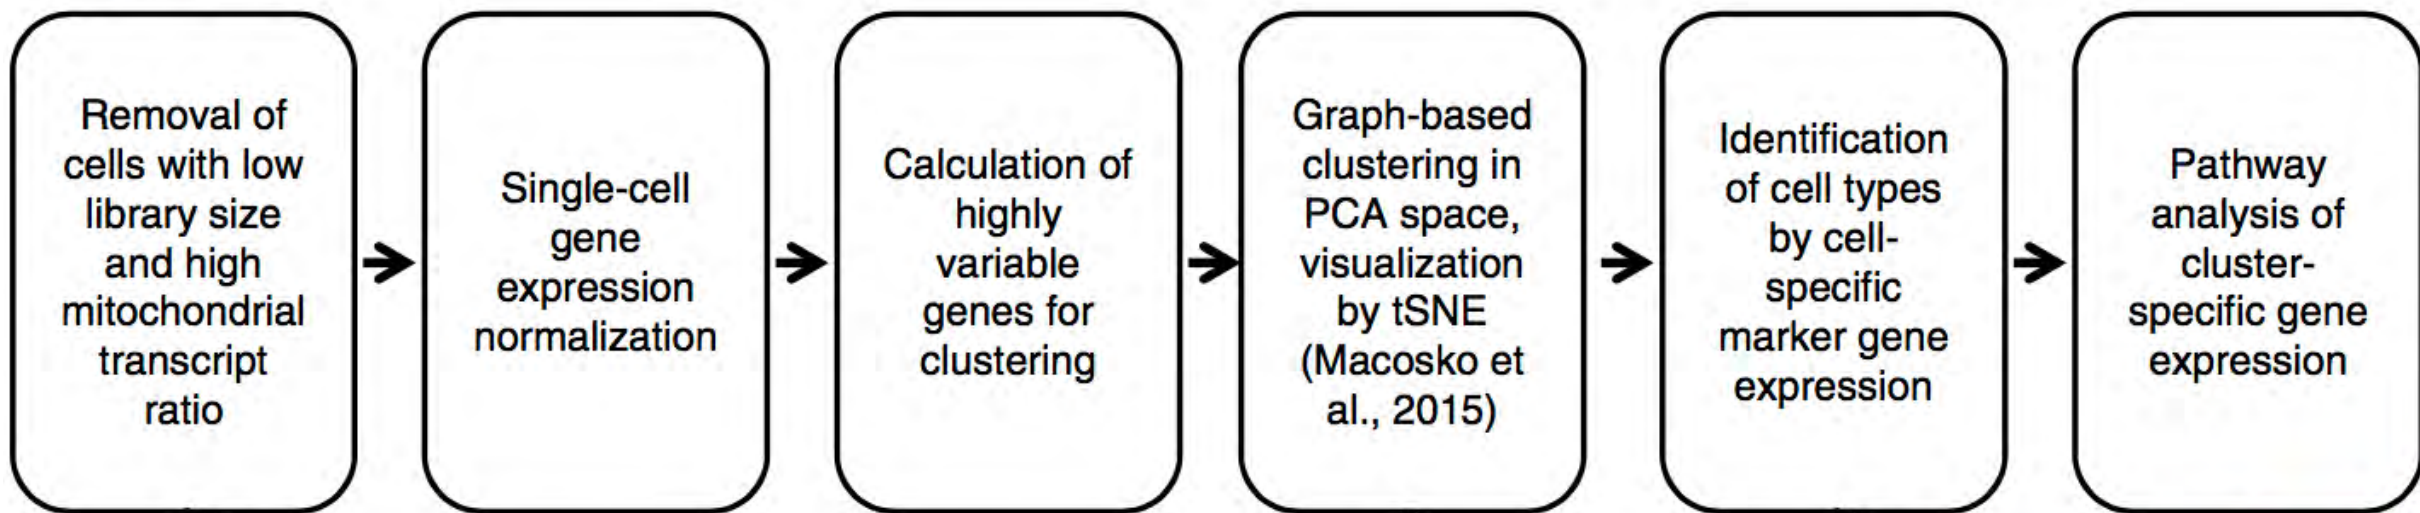 Removal of
cells with low
library size
and high
mitochondrial
transcript
ratio
Single-cell
gene
expression
normalization
Calculation of
highly
variable
genes for
clustering
Graph-based
clustering in
PCA space,
visualization
by tSNE
(Macosko et
al., 2015)
Identification
of cell types
by cell-
specific
marker gene
expression
Pathway
analysis of
cluster-
specific gene
expression